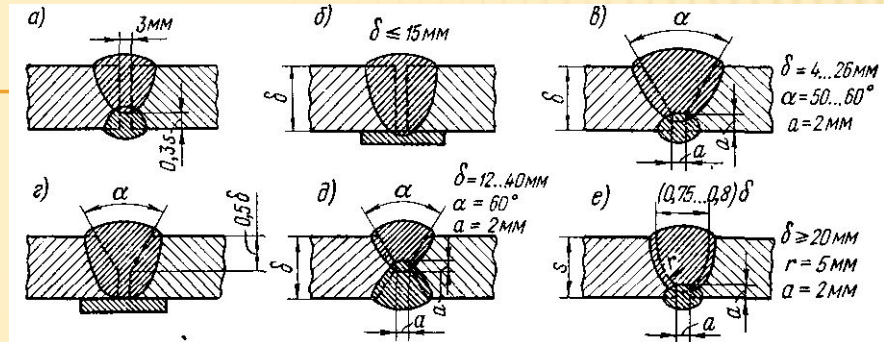 а)
3мм
0,3s
б)
δ ≤ 15мм
δ
в)
α
δ
a
a
δ = 4...26мм
α = 50...60°
a = 2мм
г)
α
0,5δ
д)
α
δ = 12...40мм
α = 60°
a = 2мм
δ
a
a
е)
(0,75...0,8)δ
s
r
a
a
δ ≥ 20мм
r = 5мм
a = 2мм